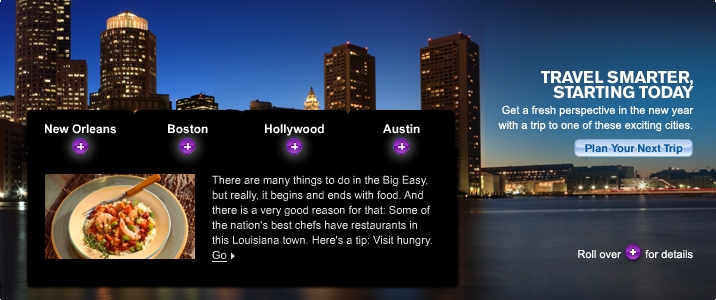 TRAVEL SMARTER,
STARTING TODAY
Get a fresh perspective in the new year
with a trip to one of these exciting cities.
Plan Your Next Trip
New Orleans
Boston
Hollywood
Austin
There are many things to do in the Big Easy,
but really, it begins and ends with food. And
there is a very good reason for that: Some of
the nation's best chefs have restaurants in
this Louisiana town. Here's a tip: Visit hungry.
Go
Roll over + for details